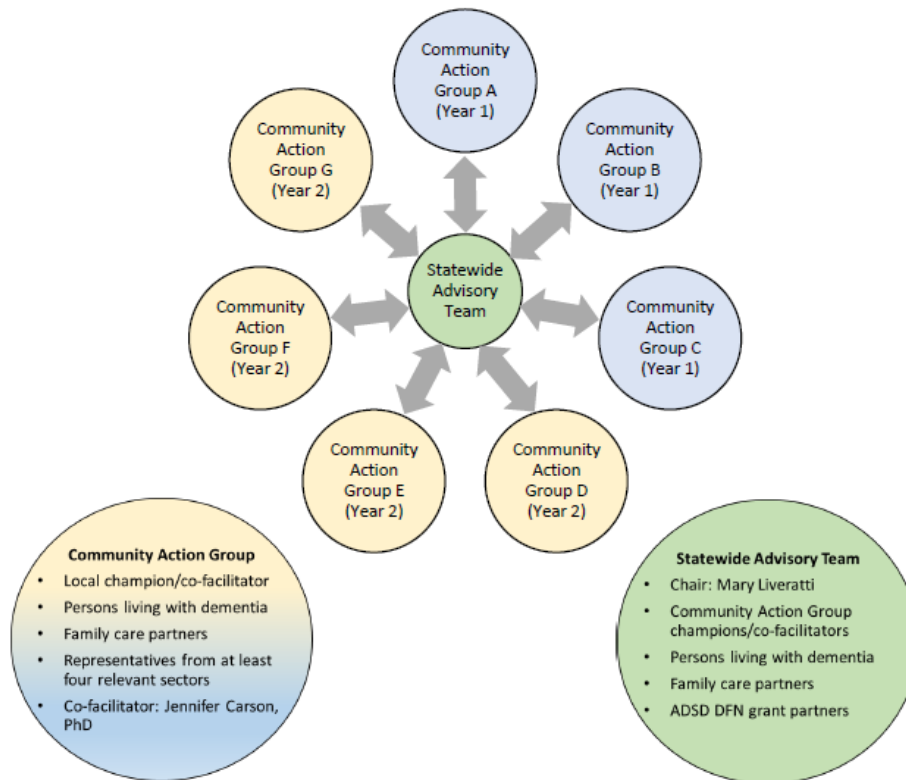 Community
Action
Group A
(Year 1)
Community
Action
Group G
(Year 2)
Community
Action
Group B
(Year 1)
Statewide
Advisory
Team
Community
Action
Group F
(Year 2)
Community
Action
Group C
(Year 1)
Community
Action
Group E
(Year 2)
Community
Action
Group D
(Year 2)
Community Action Group
• Local champion/co-facilitator
• Persons living with dementia
• Family care partners
• Representatives from at least
four relevant sectors
• Co-facilitator: Jennifer Carson,
PhD
Statewide Advisory Team
• Chair: Mary Liveratti
• Community Action Group
champions/co-facilitators
• Persons living with dementia
• Family care partners
• ADSD DFN grant partners